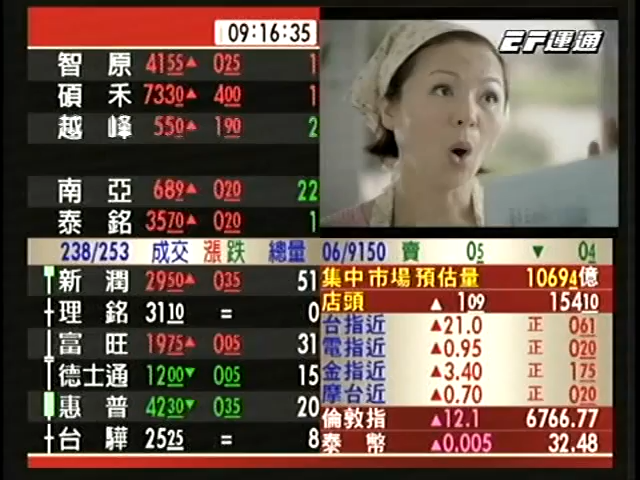 09:16:35
EF運通
智原 4155▲ 025 1
碩禾 7330▲ 400 1
越峰 550▲ 190 2
南亞 689▲ 020 22
泰銘 3570▲ 020 1
238/253 成交 漲跌 總量 06/9150 賣 05 ▼ 04
新潤 2950▲ 035 51
理銘 3110 = 0
富旺 1975▲ 005 31
德士通 1200▼ 005 15
惠普 4230▼ 035 20
台驊 2525 = 8
集中市場預估量 10694億
店頭 ▲ 109 15410
台指近 ▲21.0 正 061
電指近 ▲0.95 正 020
金指近 ▲3.40 正 175
摩台近 ▲0.70 正 020
倫敦指 ▲12.1 6766.77
泰幣 ▲0.005 32.48